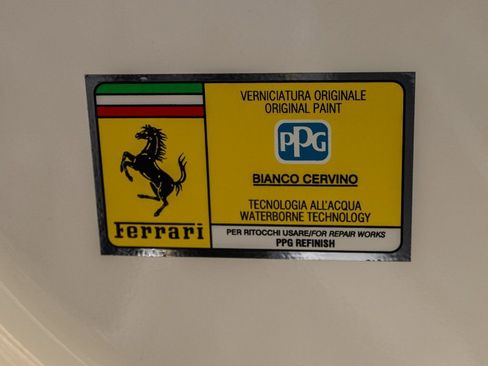 VERNICIATURA ORIGINALE
ORIGINAL PAINT
PPG
BIANCO CERVINO
TECNOLOGIA ALL'ACQUA
WATERBORNE TECHNOLOGY
Ferrari
PER RITOCCHI USARE/FOR REPAIR WORKS
PPG REFINISH